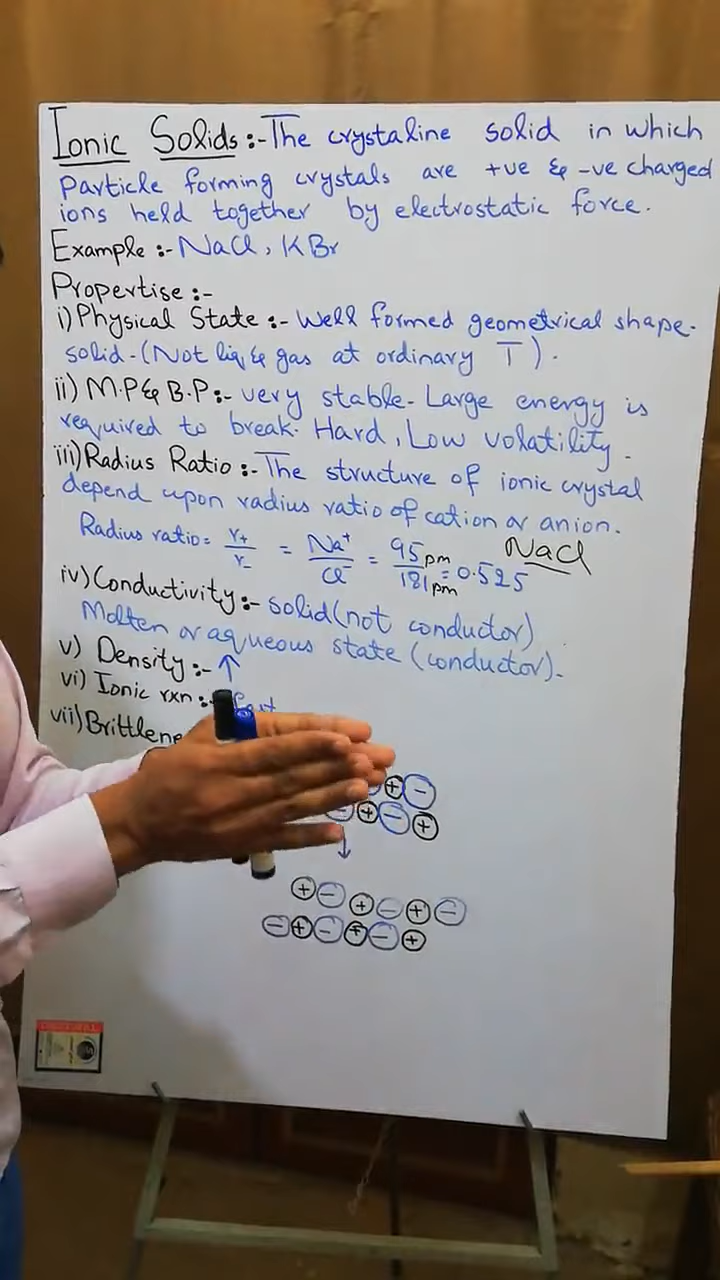 Ionic Solids :- The crystaline solid in which
Particle forming crystals are +ve & -ve charged
ions held together by electrostatic force.
Example :- NaCl, KBr
Propertise :-
i) Physical State :- Well formed geometrical shape.
solid - (Not liq & gas at ordinary T).
ii) M.P & B.P :- very stable - Large energy is
required to break. Hard, Low volatility.
iii) Radius Ratio :- The structure of ionic crystal
depend upon radius ratio of cation or anion.
Radius ratio = r+/r- = Na+/Cl- = 95pm/181pm = 0.525 NaCl
iv) Conductivity :- solid (not conductor)
Molten or aqueous state (conductor).
v) Density :- ↑
vi) Ionic rxn :-
vii) Brittlene
+ -
- + - +
↓
+ - + - + -
- + - + - +